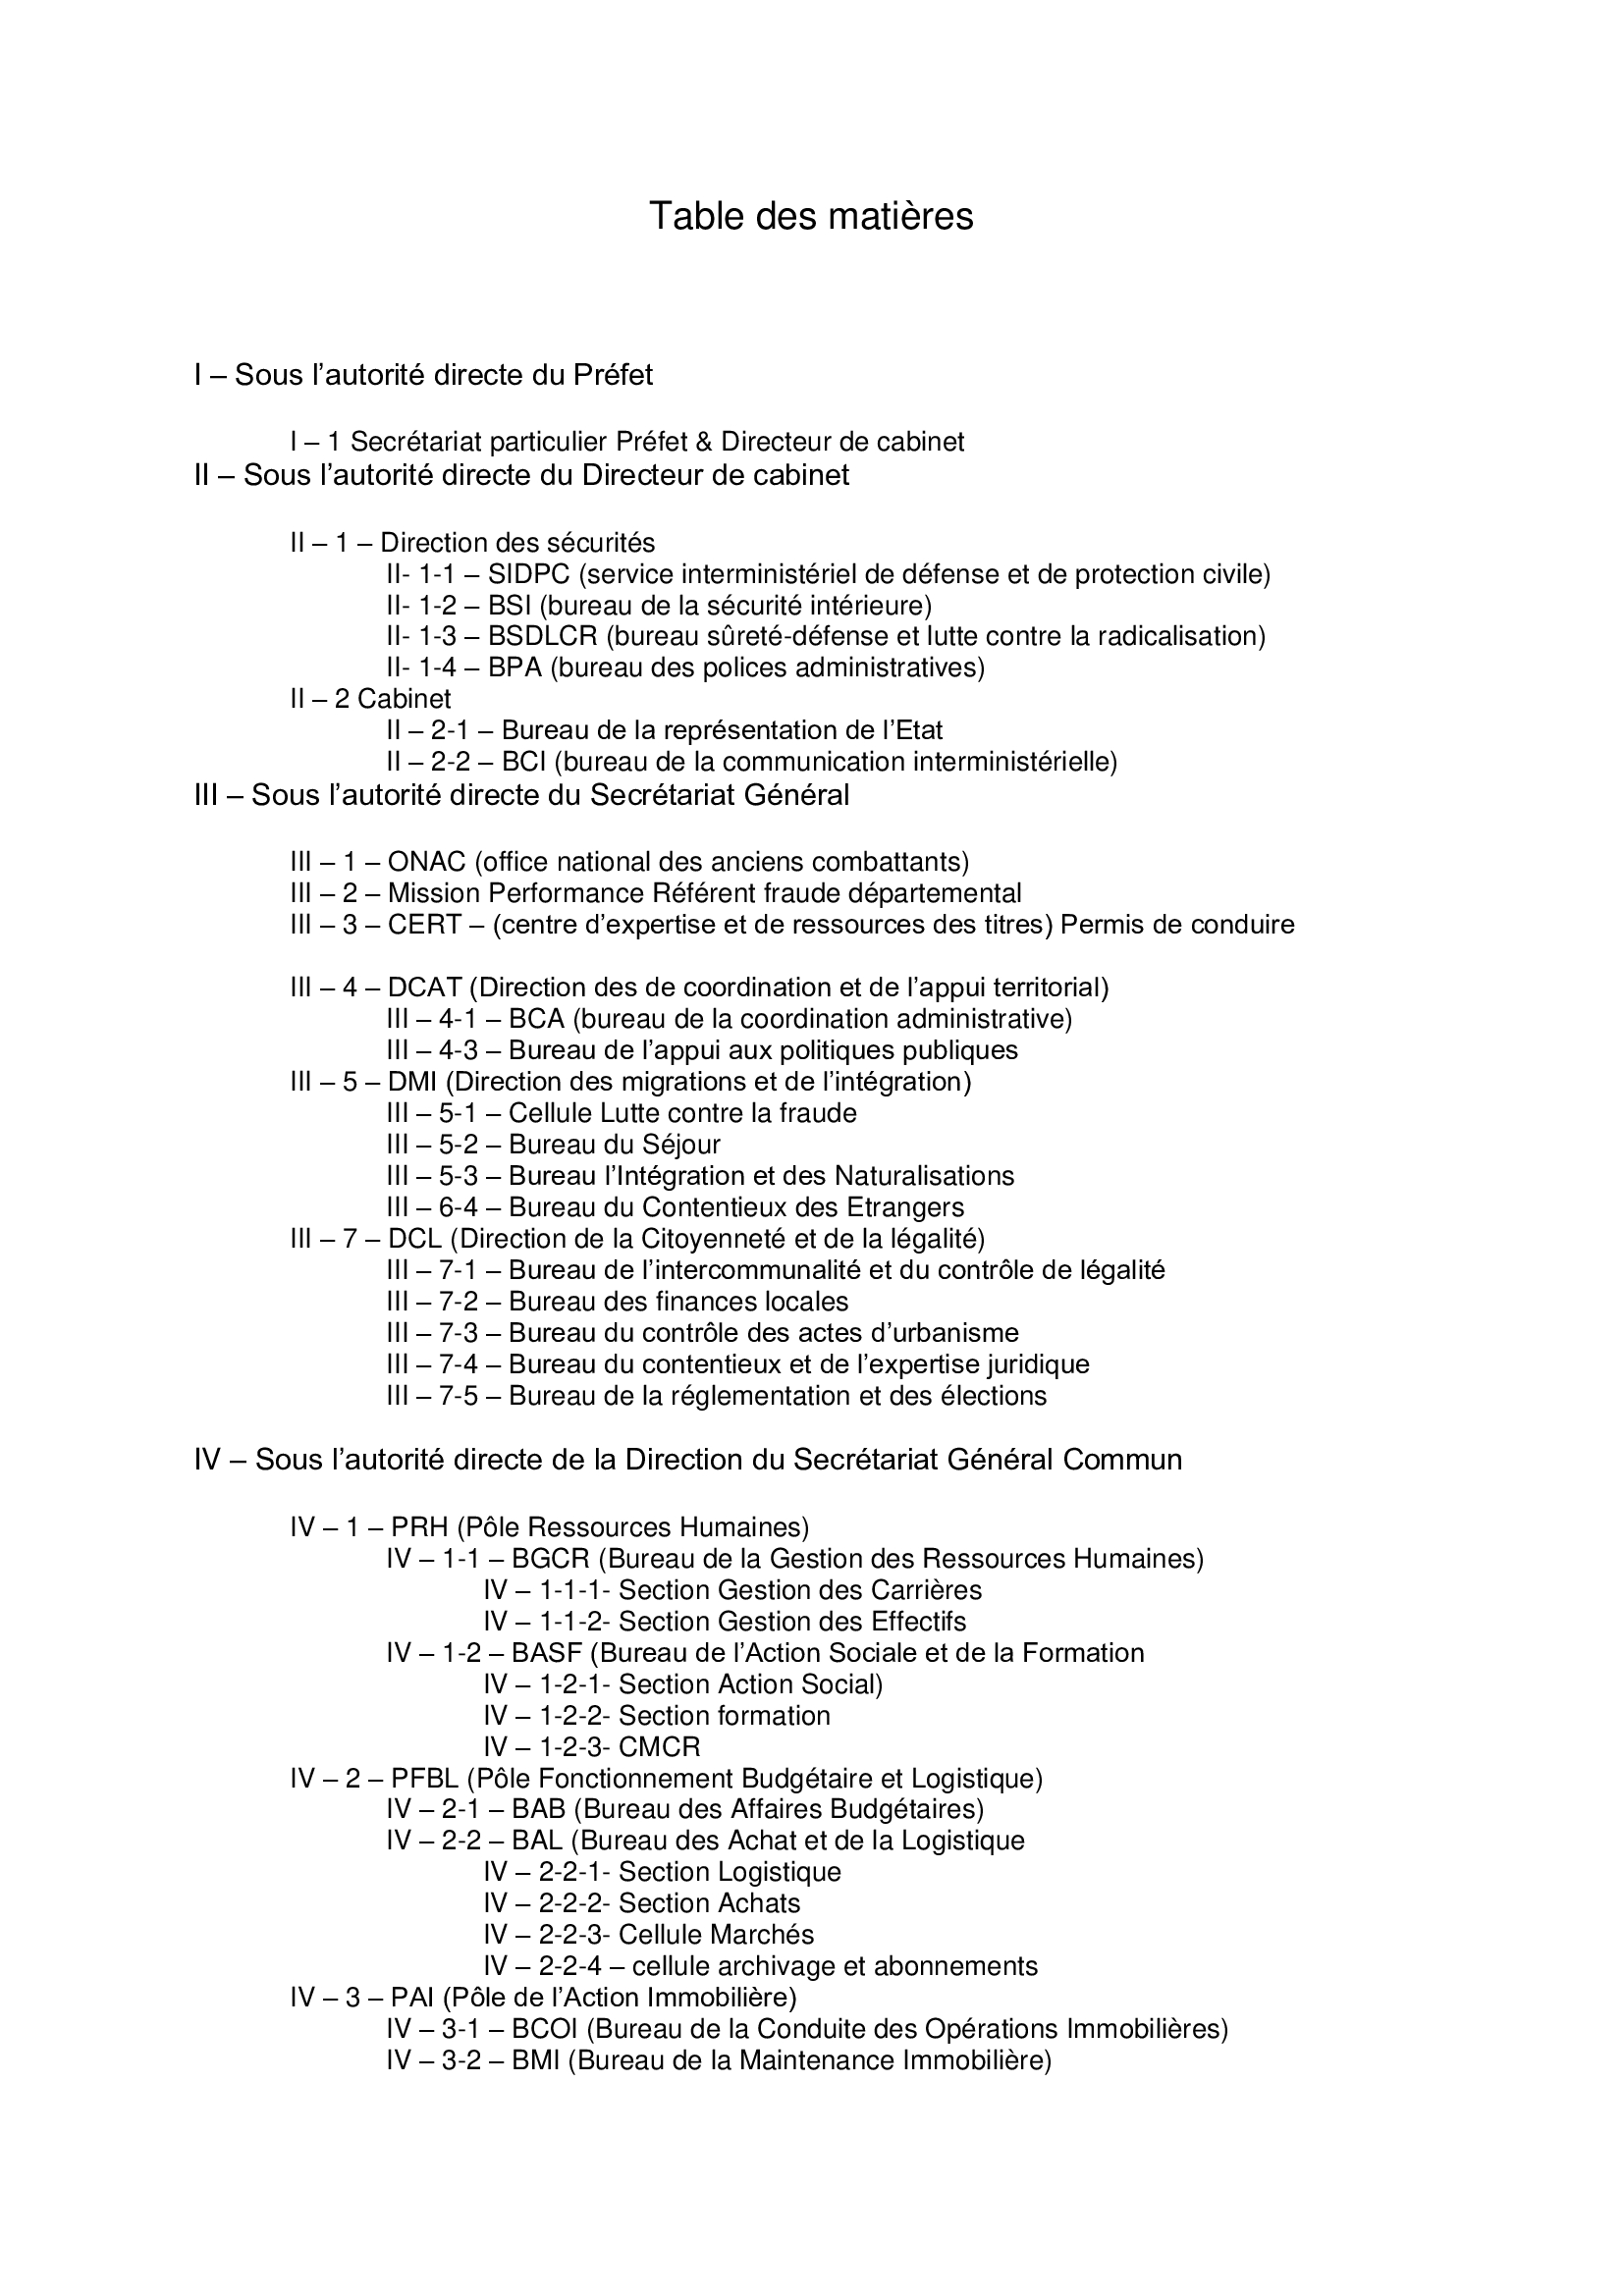 Table des matières
I – Sous l’autorité directe du Préfet
I – 1 Secrétariat particulier Préfet & Directeur de cabinet
II – Sous l’autorité directe du Directeur de cabinet
II – 1 – Direction des sécurités
II- 1-1 – SIDPC (service interministériel de défense et de protection civile)
II- 1-2 – BSI (bureau de la sécurité intérieure)
II- 1-3 – BSDLCR (bureau sûreté-défense et lutte contre la radicalisation)
II- 1-4 – BPA (bureau des polices administratives)
II – 2 Cabinet
II – 2-1 – Bureau de la représentation de l’Etat
II – 2-2 – BCI (bureau de la communication interministérielle)
III – Sous l’autorité directe du Secrétariat Général
III – 1 – ONAC (office national des anciens combattants)
III – 2 – Mission Performance Référent fraude départemental
III – 3 – CERT – (centre d’expertise et de ressources des titres) Permis de conduire
III – 4 – DCAT (Direction des de coordination et de l’appui territorial)
III – 4-1 – BCA (bureau de la coordination administrative)
III – 4-3 – Bureau de l’appui aux politiques publiques
III – 5 – DMI (Direction des migrations et de l’intégration)
III – 5-1 – Cellule Lutte contre la fraude
III – 5-2 – Bureau du Séjour
III – 5-3 – Bureau l’Intégration et des Naturalisations
III – 6-4 – Bureau du Contentieux des Etrangers
III – 7 – DCL (Direction de la Citoyenneté et de la légalité)
III – 7-1 – Bureau de l’intercommunalité et du contrôle de légalité
III – 7-2 – Bureau des finances locales
III – 7-3 – Bureau du contrôle des actes d’urbanisme
III – 7-4 – Bureau du contentieux et de l’expertise juridique
III – 7-5 – Bureau de la réglementation et des élections
IV – Sous l’autorité directe de la Direction du Secrétariat Général Commun
IV – 1 – PRH (Pôle Ressources Humaines)
IV – 1-1 – BGCR (Bureau de la Gestion des Ressources Humaines)
IV – 1-1-1- Section Gestion des Carrières
IV – 1-1-2- Section Gestion des Effectifs
IV – 1-2 – BASF (Bureau de l’Action Sociale et de la Formation
IV – 1-2-1- Section Action Social)
IV – 1-2-2- Section formation
IV – 1-2-3- CMCR
IV – 2 – PFBL (Pôle Fonctionnement Budgétaire et Logistique)
IV – 2-1 – BAB (Bureau des Affaires Budgétaires)
IV – 2-2 – BAL (Bureau des Achat et de la Logistique
IV – 2-2-1- Section Logistique
IV – 2-2-2- Section Achats
IV – 2-2-3- Cellule Marchés
IV – 2-2-4 – cellule archivage et abonnements
IV – 3 – PAI (Pôle de l’Action Immobilière)
IV – 3-1 – BCOI (Bureau de la Conduite des Opérations Immobilières)
IV – 3-2 – BMI (Bureau de la Maintenance Immobilière)